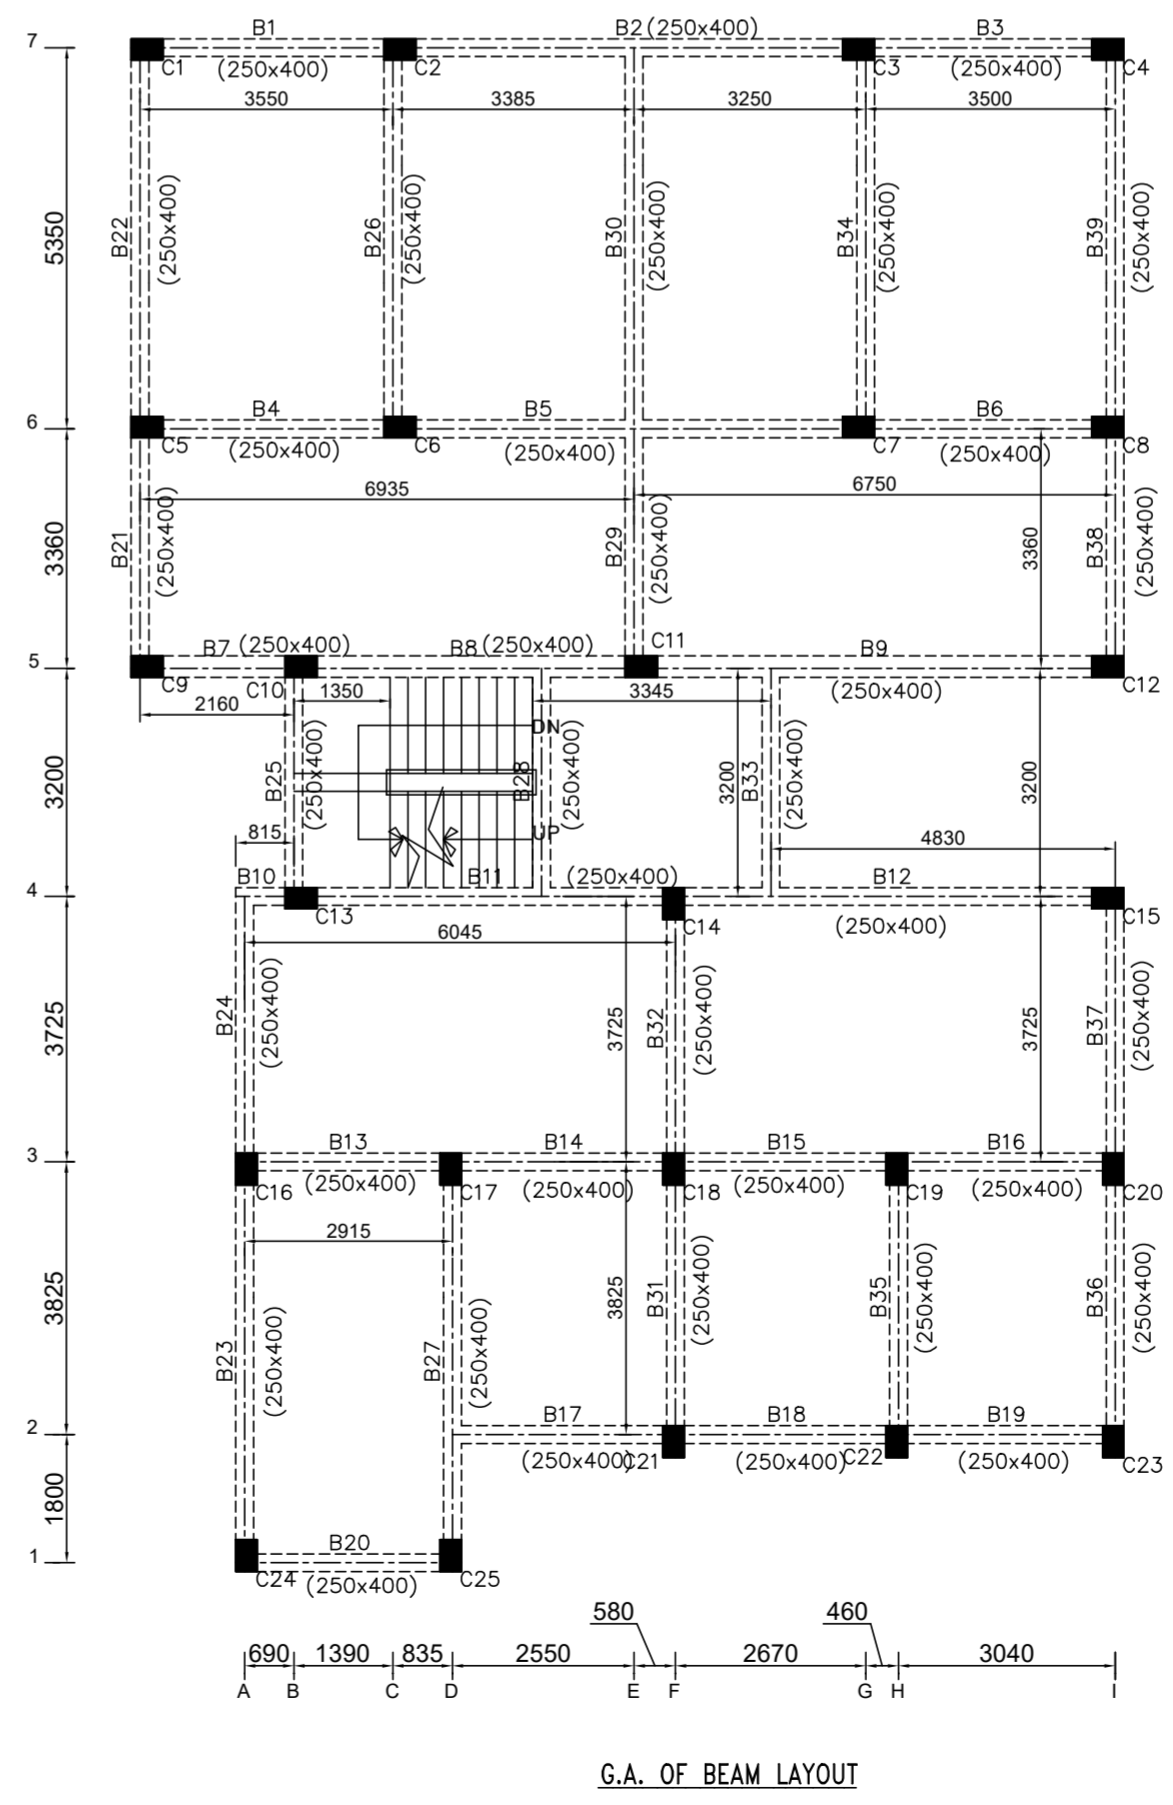 B1 B2 (250x400) B3
7
C1 (250x400) C2 C3 (250x400) C4
3550 3385 3250 3500
5350
B22 (250x400) B26 (250x400) B30 (250x400) B34 (250x400) B39 (250x400)
B4 B5 B6
6
C5 (250x400) C6 (250x400) C7 (250x400) C8
6935 6750
3360
B21 (250x400) B29 (250x400) 3360 B38 (250x400)
B7 (250x400) B8 (250x400) C11 B9
5
C9 C10 1350 3345 (250x400) C12
2160
DN
3200
B25 (250x400) B28 (250x400) 3200 B33 (250x400) 3200
815 UP 4830
B10 B11 (250x400) B12
4
C13 C14 (250x400) C15
6045
3725
B24 (250x400) 3725 B32 (250x400) 3725 B37 (250x400)
B13 B14 B15 B16
3
C16 (250x400) C17 (250x400) C18 (250x400) C19 (250x400) C20
2915
3825
B23 (250x400) B27 (250x400) 3825 B31 (250x400) B35 (250x400) B36 (250x400)
B17 B18 B19
2
(250x400) C21 (250x400) C22 (250x400) C23
1800
B20
1
C24 (250x400) C25
580 460
690 1390 835 2550 2670 3040
A B C D E F G H I
G.A. OF BEAM LAYOUT